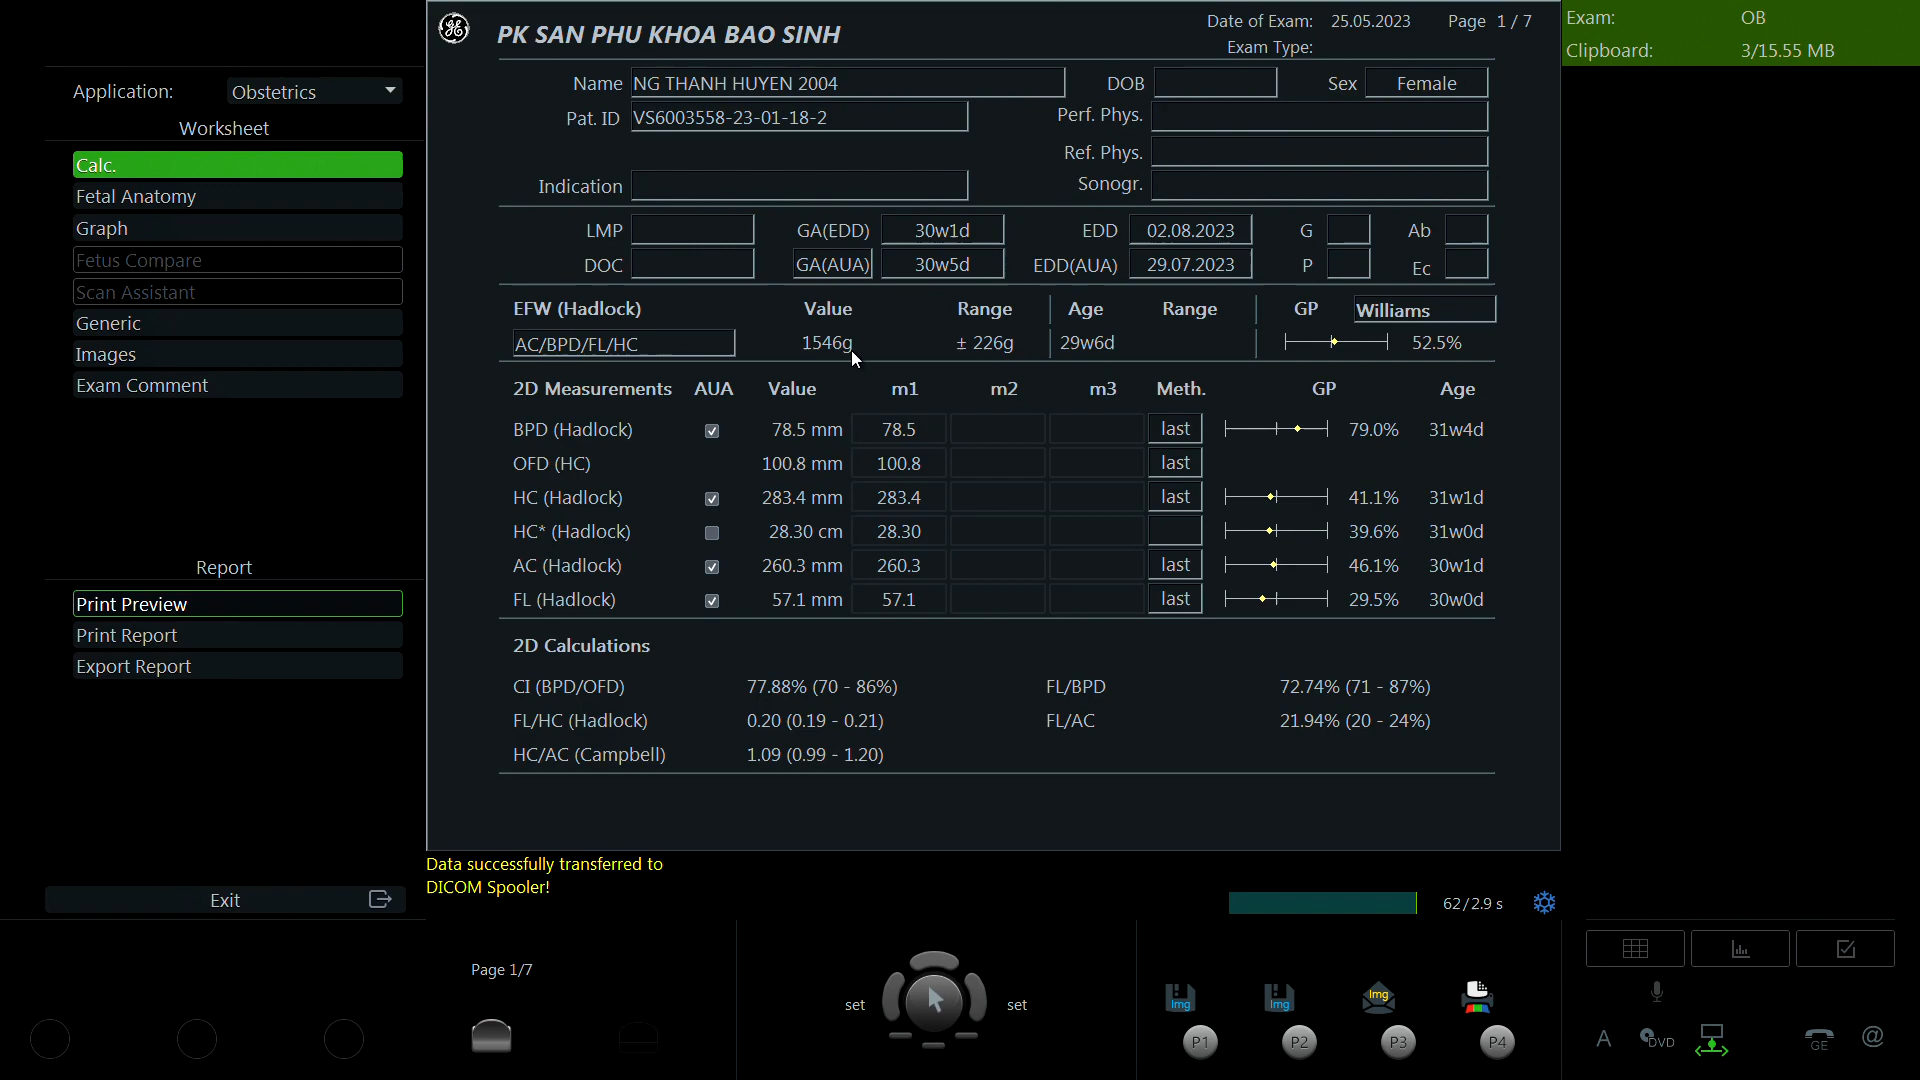 PK SAN PHU KHOA BAO SINH
Date of Exam: 25.05.2023 Page 1 / 7
Exam Type:
Exam: OB
Clipboard: 3/15.55 MB
Application: Obstetrics
Worksheet
Calc.
Fetal Anatomy
Graph
Fetus Compare
Scan Assistant
Generic
Images
Exam Comment
Report
Print Preview
Print Report
Export Report
Exit
Name NG THANH HUYEN 2004 DOB Sex Female
Pat. ID VS6003558-23-01-18-2 Perf. Phys.
Ref. Phys.
Indication Sonogr.
LMP GA(EDD) 30w1d EDD 02.08.2023 G Ab
DOC GA(AUA) 30w5d EDD(AUA) 29.07.2023 P Ec
EFW (Hadlock) Value Range Age Range GP Williams
AC/BPD/FL/HC 1546g ± 226g 29w6d 52.5%
2D Measurements AUA Value m1 m2 m3 Meth. GP Age
BPD (Hadlock) 78.5 mm 78.5 last 79.0% 31w4d
OFD (HC) 100.8 mm 100.8 last
HC (Hadlock) 283.4 mm 283.4 last 41.1% 31w1d
HC* (Hadlock) 28.30 cm 28.30 39.6% 31w0d
AC (Hadlock) 260.3 mm 260.3 last 46.1% 30w1d
FL (Hadlock) 57.1 mm 57.1 last 29.5% 30w0d
2D Calculations
CI (BPD/OFD) 77.88% (70 - 86%) FL/BPD 72.74% (71 - 87%)
FL/HC (Hadlock) 0.20 (0.19 - 0.21) FL/AC 21.94% (20 - 24%)
HC/AC (Campbell) 1.09 (0.99 - 1.20)
Data successfully transferred to
DICOM Spooler!
62/2.9 s
Page 1/7
set set
Img Img Img
P1 P2 P3 P4
A DVD GE @